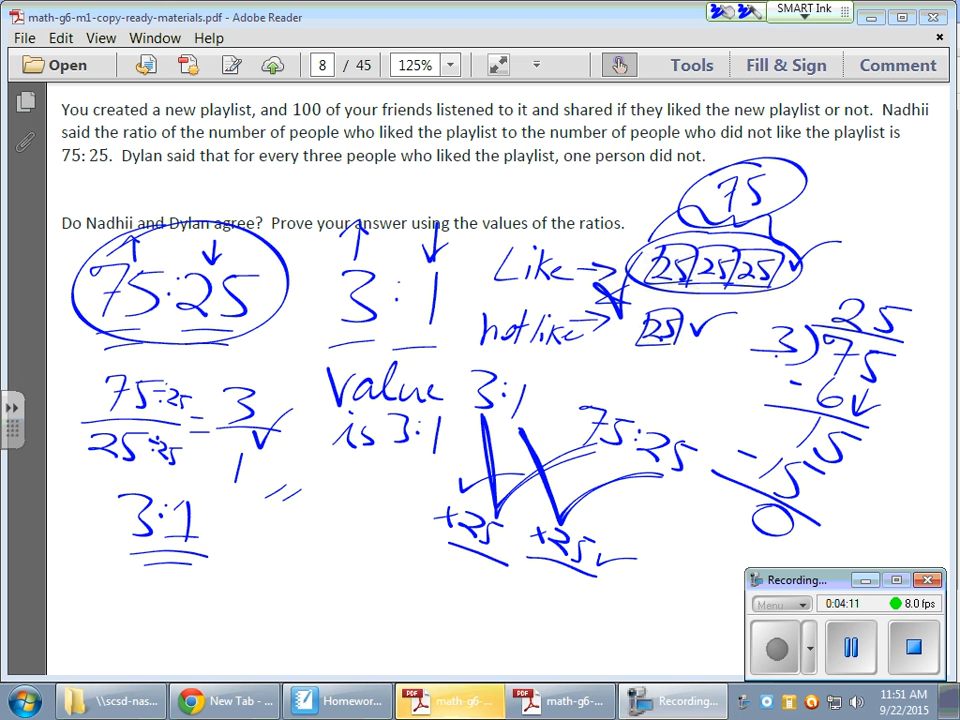 math-g6-m1-copy-ready-materials.pdf - Adobe Reader
SMART Ink
File Edit View Window Help
Open
8 / 45
125%
Tools
Fill & Sign
Comment
You created a new playlist, and 100 of your friends listened to it and shared if they liked the new playlist or not. Nadhii
said the ratio of the number of people who liked the playlist to the number of people who did not like the playlist is
75: 25. Dylan said that for every three people who liked the playlist, one person did not.
75
Do Nadhii and Dylan agree? Prove your answer using the values of the ratios.
75:25
3:1
Like → 25 25 25
not like → 25
25
3)75
- 6
15
- 15
0
75÷25 = 3
25÷25 1
3:1
value
is 3:1
3:1
75:25
+25 +25
Recording...
Menu
0:04:11
8.0 fps
\\sccd-nas...
New Tab - ...
Homewor...
math-g6-...
math-g6-...
Recording...
11:51 AM
9/22/2015